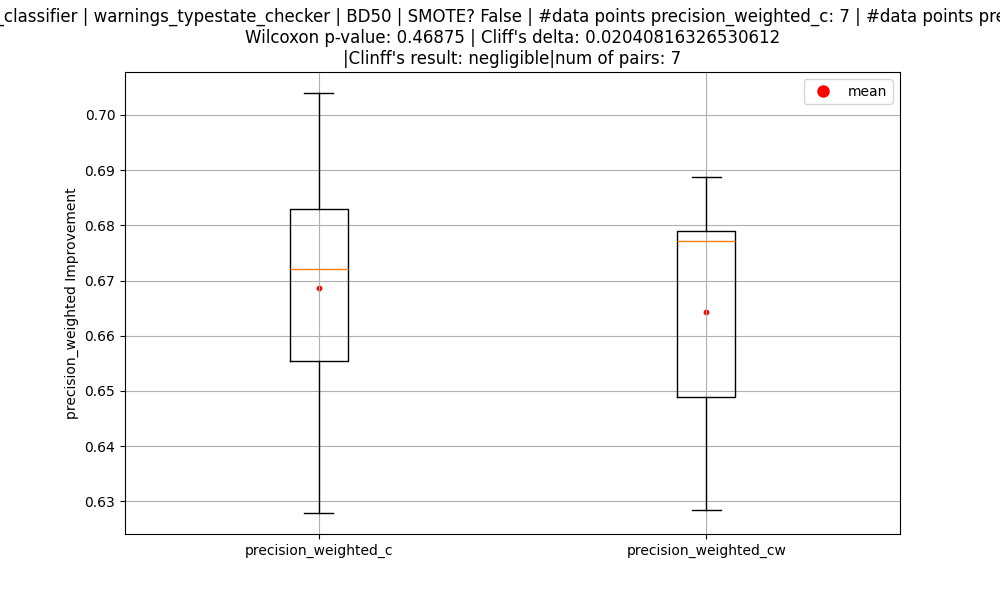 _classifier | warnings_typestate_checker | BD50 | SMOTE? False | #data points precision_weighted_c: 7 | #data points pre
Wilcoxon p-value: 0.46875 | Cliff's delta: 0.02040816326530612
|Clinff's result: negligible|num of pairs: 7
mean
0.70
0.69
0.68
0.67
0.66
0.65
0.64
0.63
precision_weighted Improvement
precision_weighted_c
precision_weighted_cw